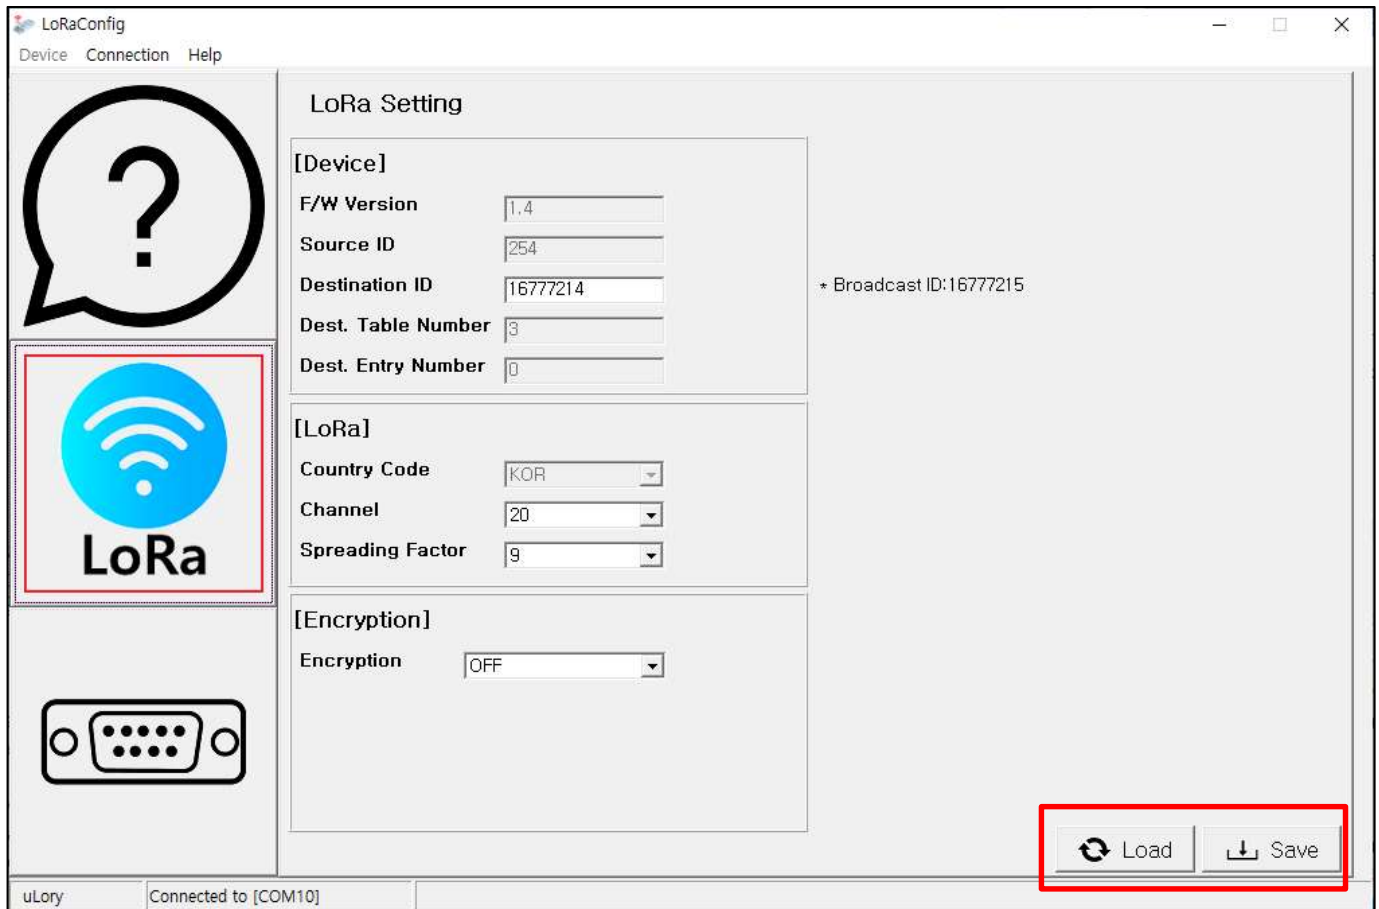 LoRaConfig
Device Connection Help
?
LoRa Setting
[Device]
F/W Version 1.4
Source ID 254
Destination ID 16777214 * Broadcast ID:16777215
Dest. Table Number 3
Dest. Entry Number 0
LoRa
[LoRa]
Country Code KOR
Channel 20
Spreading Factor 9
[Encryption]
Encryption OFF
Load Save
uLory Connected to [COM10]